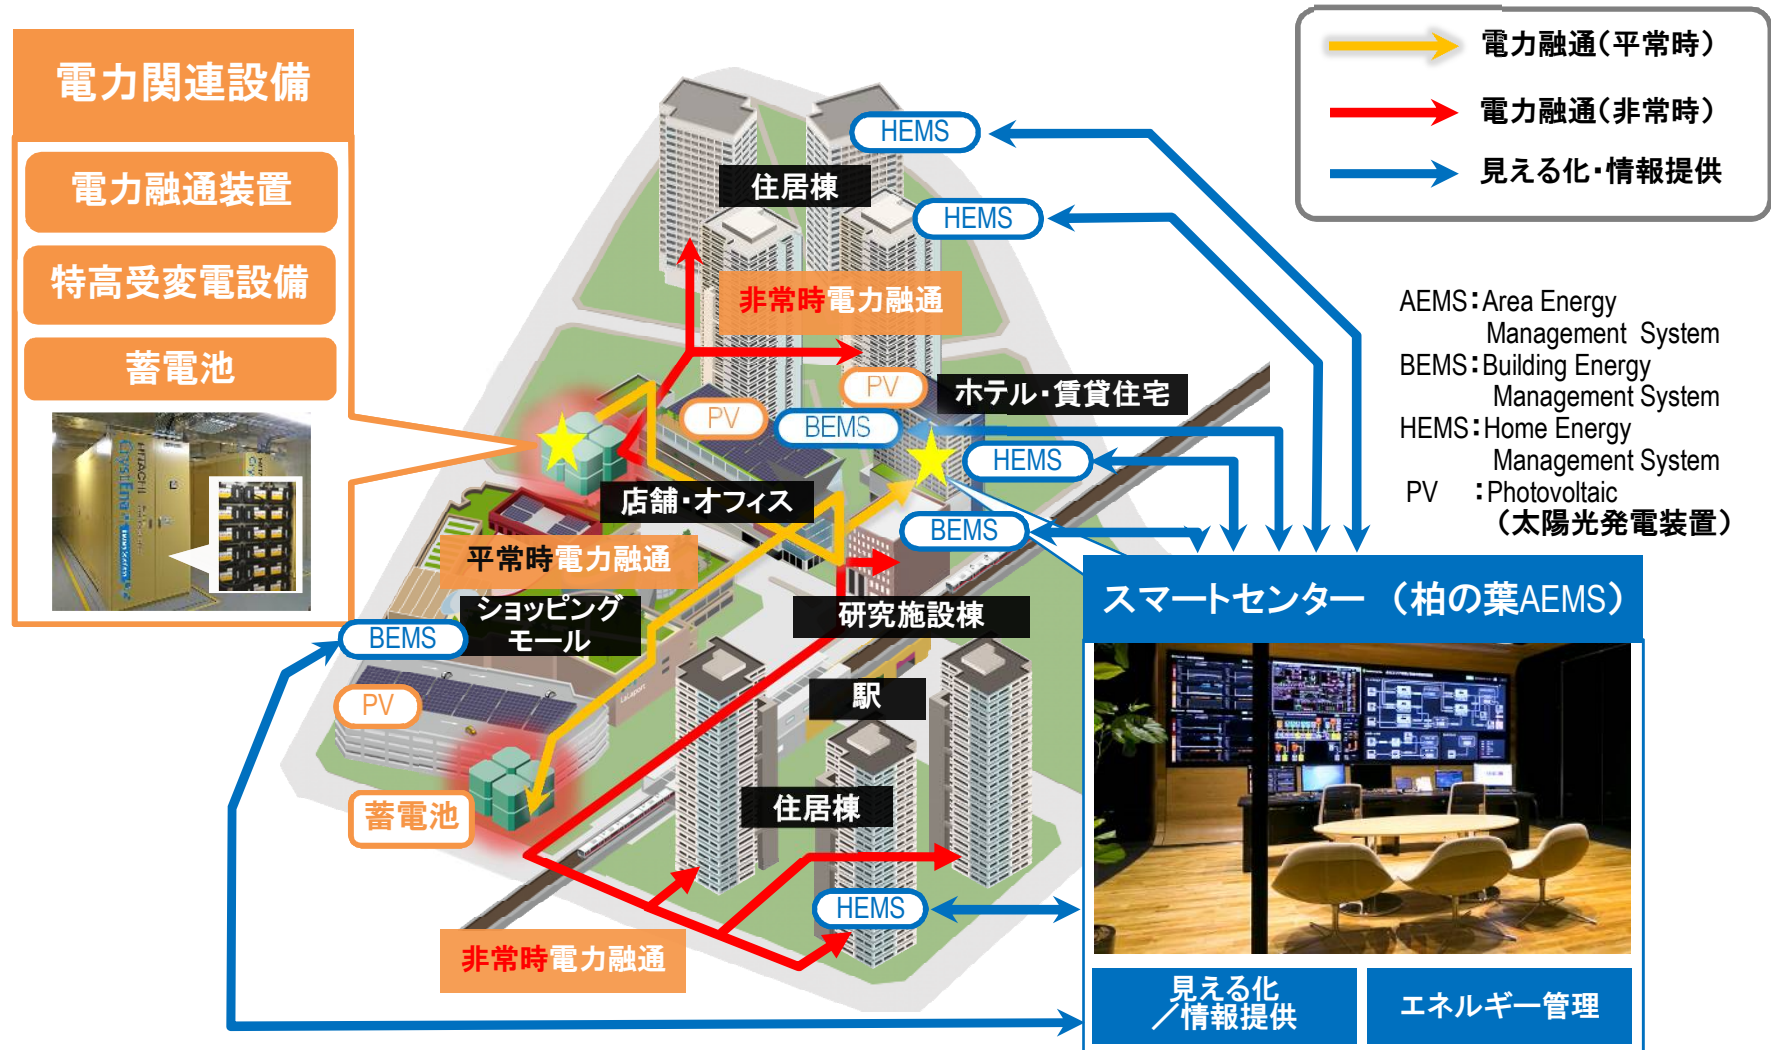 電力関連設備
電力融通装置
特高受変電設備
蓄電池
HITACHI
CrystEna
電力融通(平常時)
電力融通(非常時)
見える化・情報提供
AEMS:Area Energy
Management System
BEMS:Building Energy
Management System
HEMS:Home Energy
Management System
PV :Photovoltaic
(太陽光発電装置)
HEMS
住居棟
HEMS
非常時電力融通
PV
ホテル・賃貸住宅
PV
BEMS
HEMS
店舗・オフィス
BEMS
平常時電力融通
ショッピング
モール
BEMS
研究施設棟
LaLaport
駅
PV
蓄電池
住居棟
HEMS
非常時電力融通
スマートセンター (柏の葉AEMS)
見える化
/情報提供
エネルギー管理